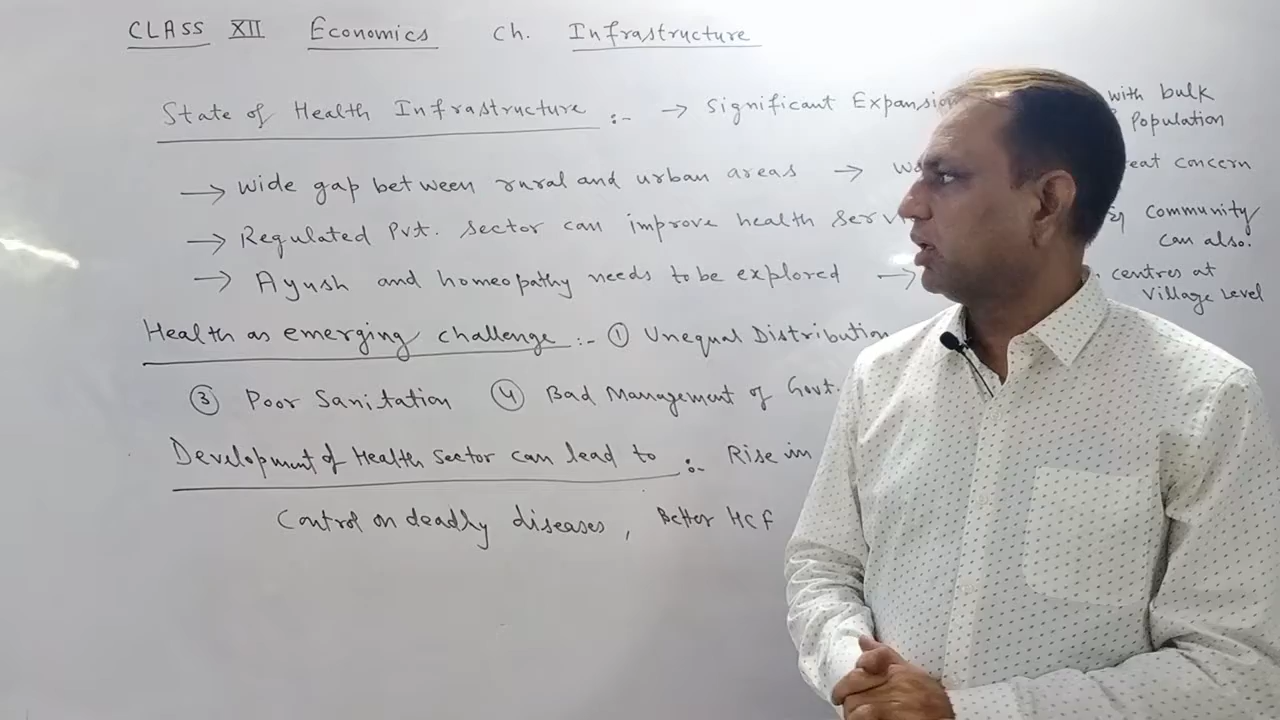 CLASS XII Economics Ch. Infrastructure
State of Health Infrastructure :- → Significant Expansion with bulk
Population
→ wide gap between rural and urban areas → concern
→ Regulated Pvt. sector can improve health Community
can also.
→ Ayush and homeopathy needs to be explored → centres at
Village Level
Health as emerging challenge :- ① Unequal Distribution
③ Poor Sanitation ④ Bad Management of Govt.
Development of Health sector can lead to :- Rise in
Control on deadly diseases, Better HCF